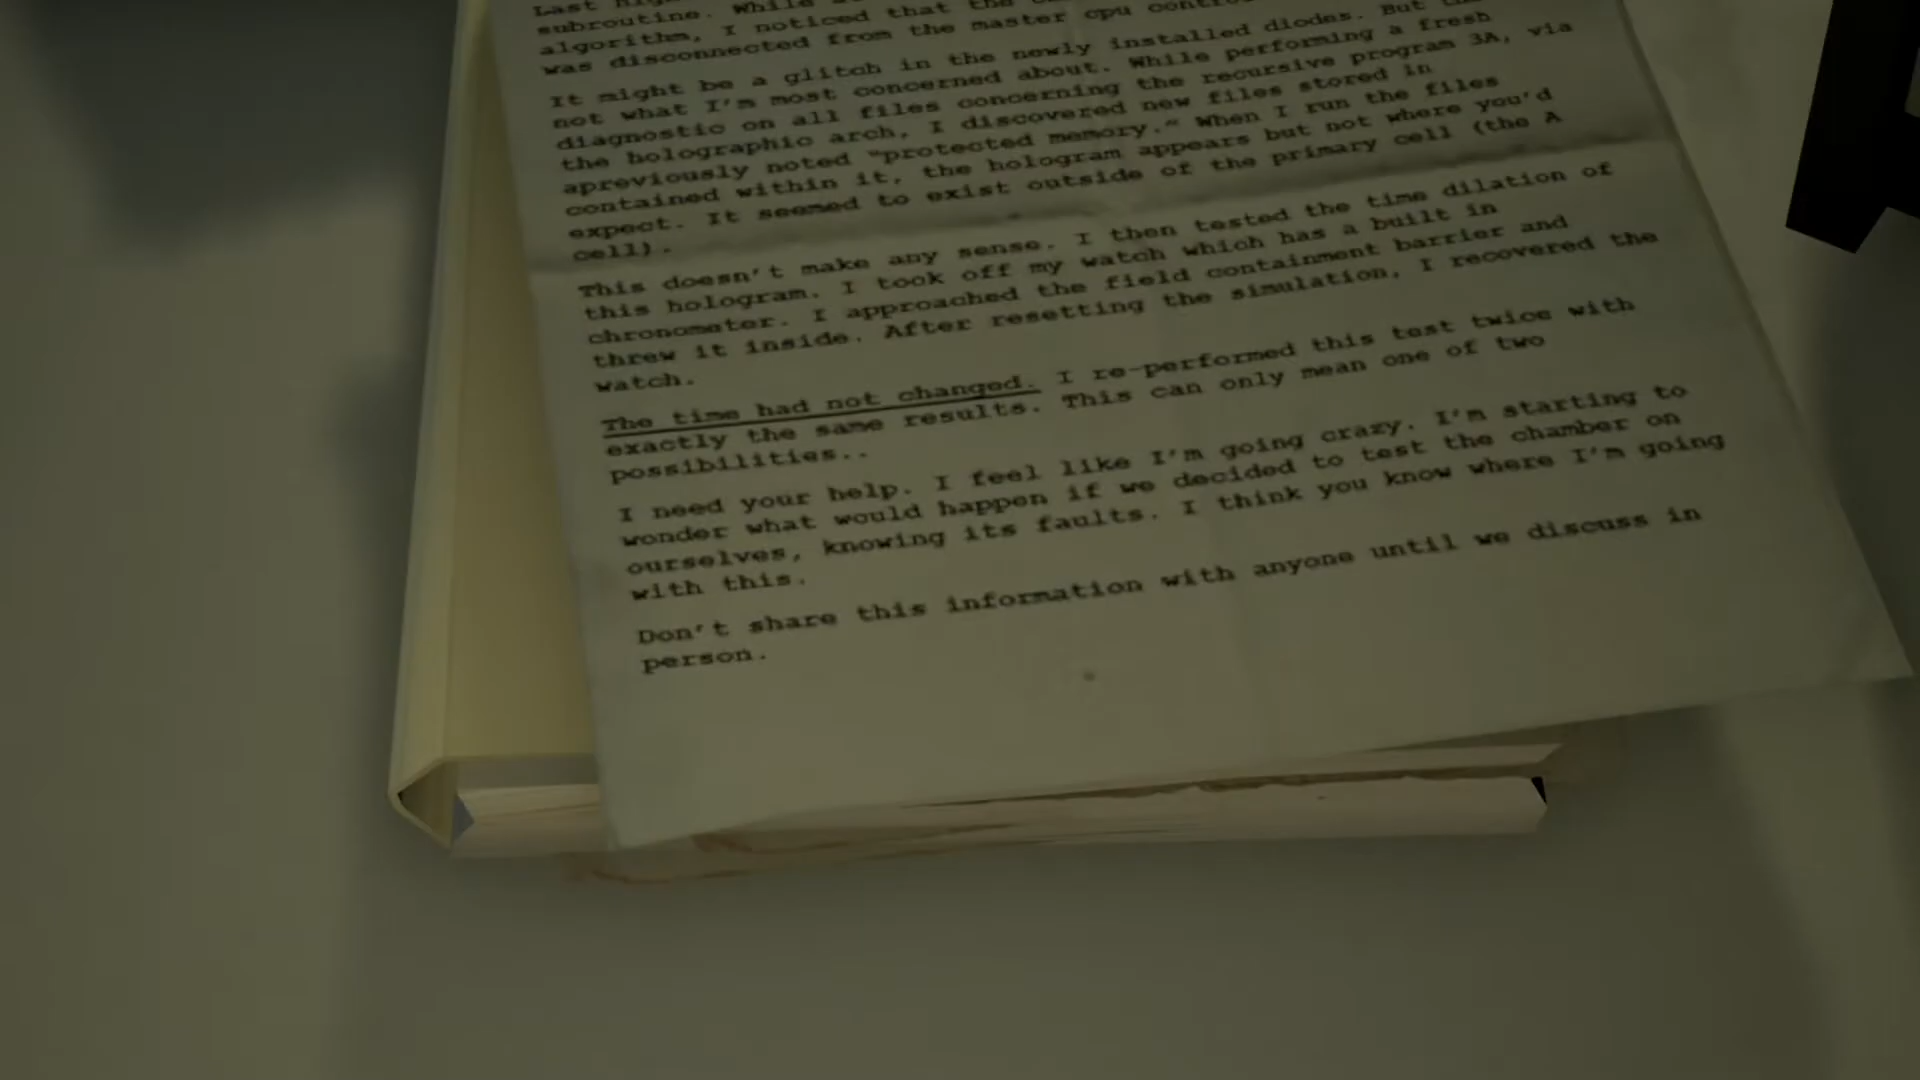 Last
subroutine. While
algorithm, I noticed that the
was disconnected from the master cpu
It might be a glitch in the newly installed diodes. But
not what I'm most concerned about. While performing a fresh
diagnostic on all files concerning the recursive program 3A, via
the holographic arch, I discovered new files stored in
apreviously noted "protected memory." When I run the files
contained within it, the hologram appears but not where you'd
expect. It seemed to exist outside of the primary cell (the A
cell).
This doesn't make any sense. I then tested the time dilation of
this hologram. I took off my watch which has a built in
chronometer. I approached the field containment barrier and
threw it inside. After resetting the simulation, I recovered the
watch.
The time had not changed. I re-performed this test twice with
exactly the same results. This can only mean one of two
possibilities..
I need your help. I feel like I'm going crazy. I'm starting to
wonder what would happen if we decided to test the chamber on
ourselves, knowing its faults. I think you know where I'm going
with this.
Don't share this information with anyone until we discuss in
person.